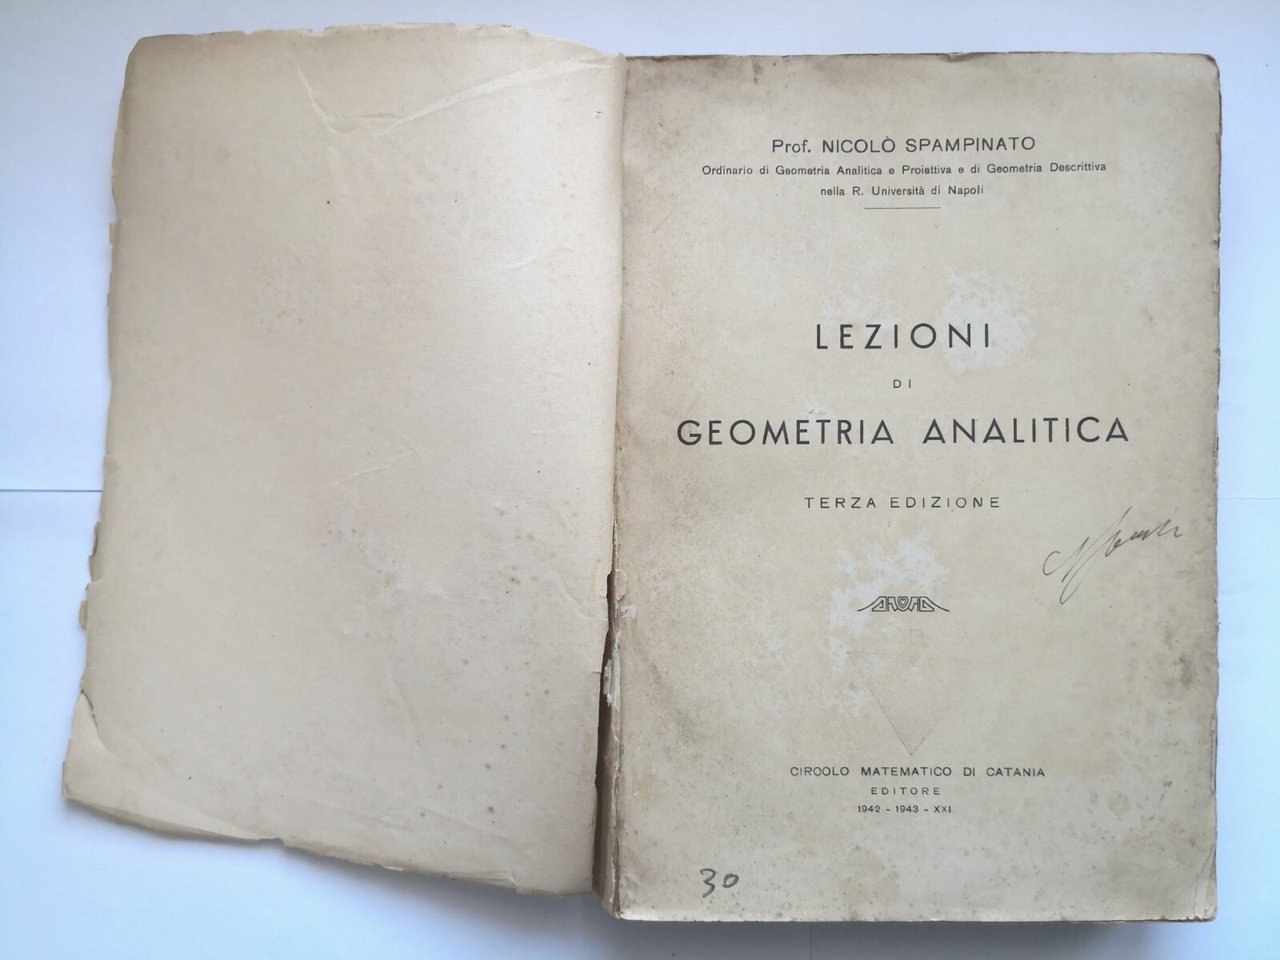 Prof. NICOLÒ SPAMPINATO
Ordinario di Geometria Analitica e Proiettiva e di Geometria Descrittiva
nella R. Università di Napoli
LEZIONI
DI
GEOMETRIA ANALITICA
TERZA EDIZIONE
CIRCOLO MATEMATICO DI CATANIA
EDITORE
1942 - 1943 - XXI
30